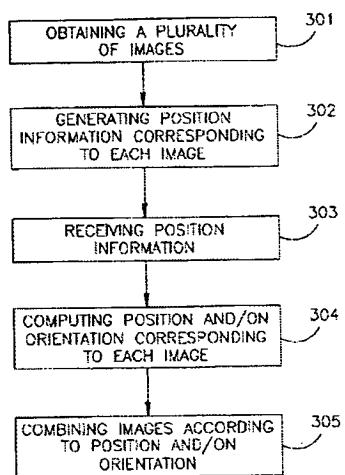 OBTAINING A PLURALITY
OF IMAGES
301
GENERATING POSITION
INFORMATION CORRESPONDING
TO EACH IMAGE
302
RECEIVING POSITION
INFORMATION
303
COMPUTING POSITION AND/ON
ORIENTATION CORRESPONDING
TO EACH IMAGE
304
COMBINING IMAGES ACCORDING
TO POSITION AND/ON
ORIENTATION
305